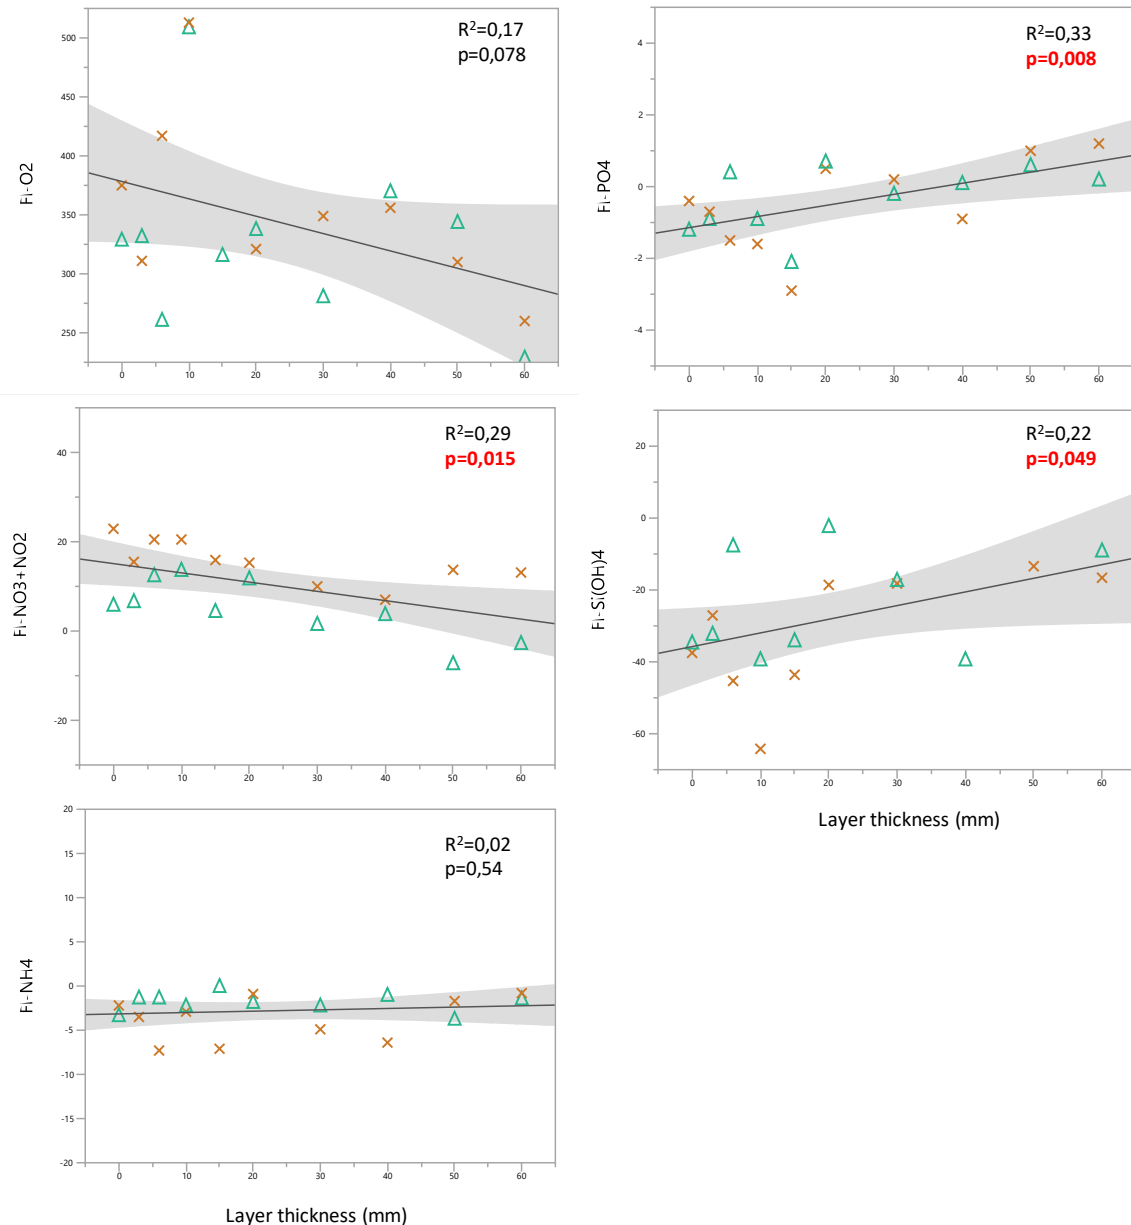 R²=0,17
p=0,078
500
450
400
350
300
250
Fi-O2
0 10 20 30 40 50 60
R²=0,33
p=0,008
4
2
0
-2
-4
Fi-PO4
0 10 20 30 40 50 60
R²=0,29
p=0,015
40
20
0
-20
Fi-NO3+NO2
0 10 20 30 40 50 60
R²=0,22
p=0,049
20
0
-20
-40
-60
Fi-Si(OH)4
0 10 20 30 40 50 60
Layer thickness (mm)
R²=0,02
p=0,54
20
15
10
5
0
-5
-10
-15
-20
Fi-NH4
0 10 20 30 40 50 60
Layer thickness (mm)